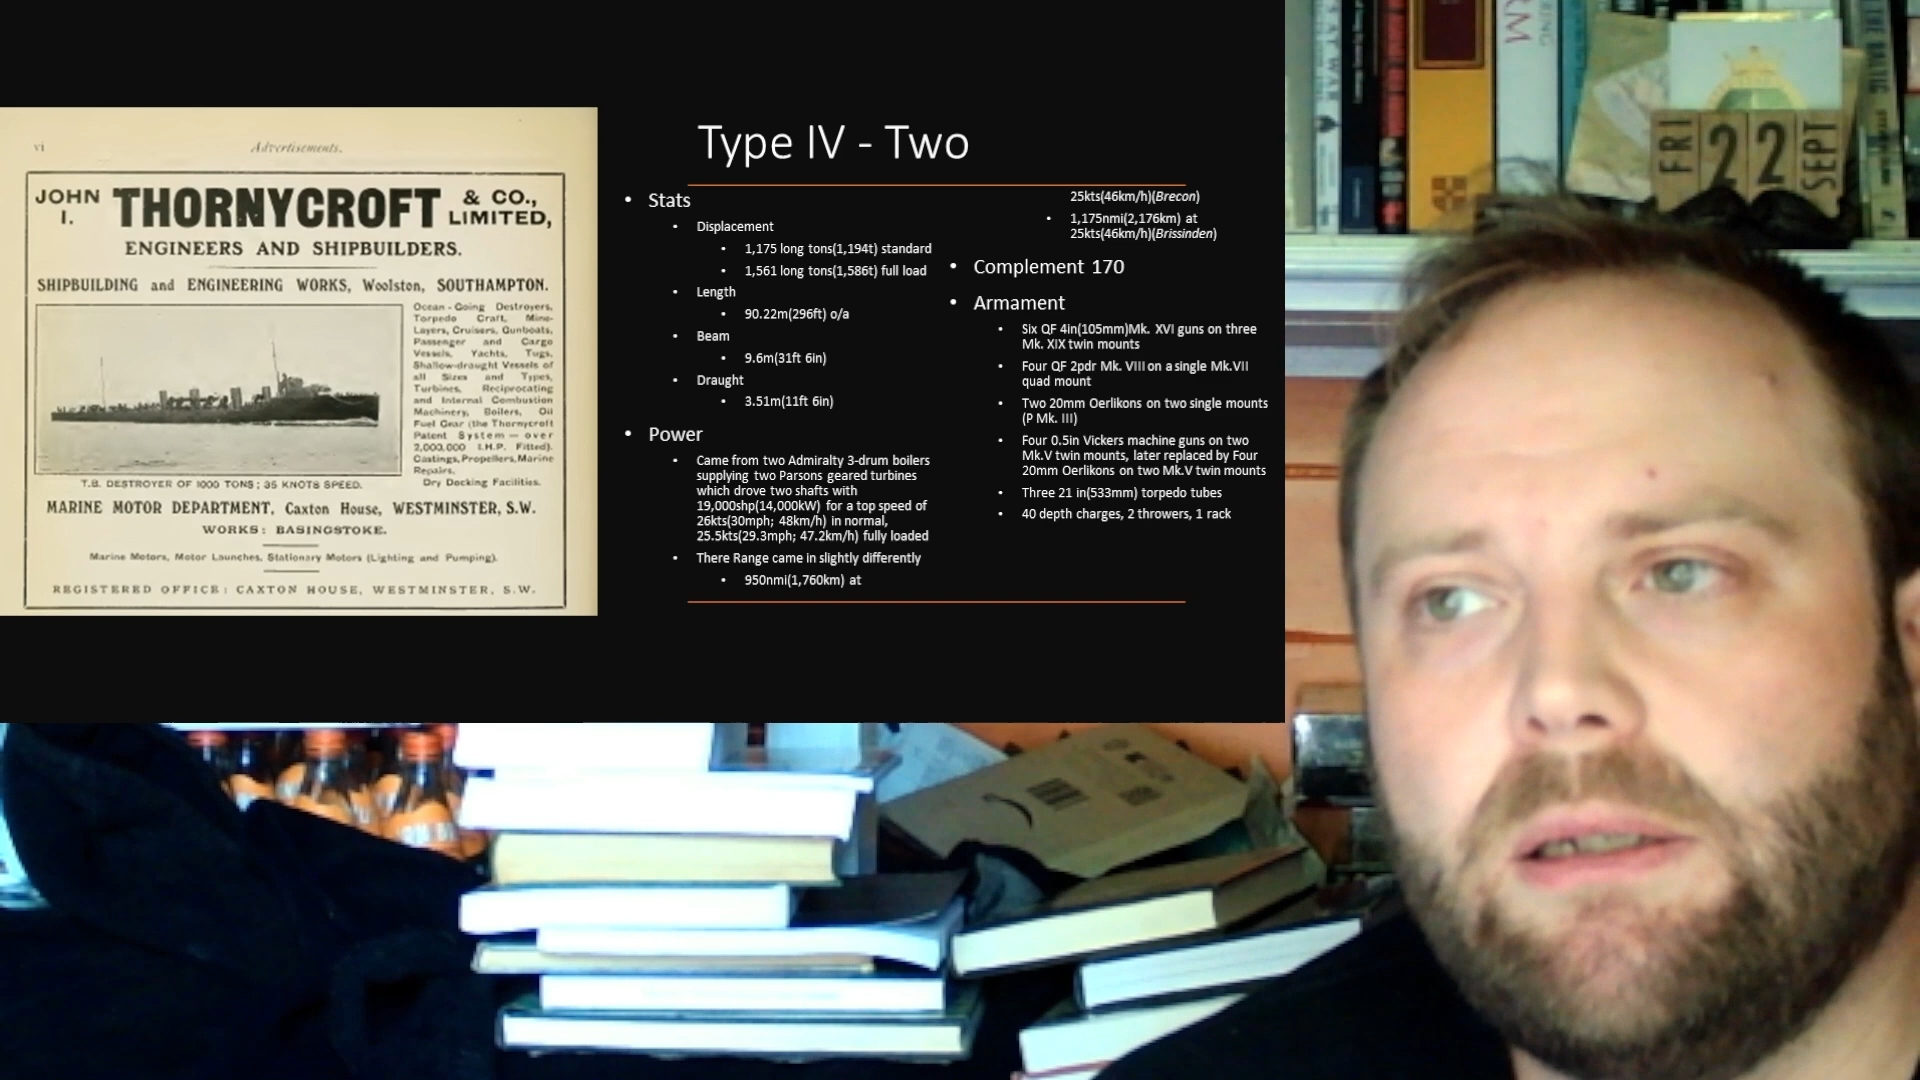 vi
Advertisements.
JOHN I. THORNYCROFT & CO., LIMITED,
ENGINEERS AND SHIPBUILDERS.
SHIPBUILDING and ENGINEERING WORKS, Woolston, SOUTHAMPTON.
Ocean-Going Destroyers,
Torpedo Craft, Mine-
Layers, Cruisers, Gunboats,
Passenger and Cargo
Vessels, Yachts, Tugs,
Shallow-draught Vessels of
all Sizes and Types,
Turbines, Reciprocating
and Internal Combustion
Machinery, Boilers, Oil
Fuel Gear (the Thornycroft
Patent System — over
2,000,000 I.H.P. Fitted).
Castings, Propellers, Marine
Repairs.
Dry Docking Facilities.
T.B. DESTROYER OF 1000 TONS; 35 KNOTS SPEED.
MARINE MOTOR DEPARTMENT, Caxton House, WESTMINSTER, S.W.
WORKS: BASINGSTOKE.
Marine Motors, Motor Launches, Stationary Motors (Lighting and Pumping).
REGISTERED OFFICE: CAXTON HOUSE, WESTMINSTER, S.W.
Type IV - Two
• Stats
• Displacement
• 1,175 long tons(1,194t) standard
• 1,561 long tons(1,586t) full load
• Length
• 90.22m(296ft) o/a
• Beam
• 9.6m(31ft 6in)
• Draught
• 3.51m(11ft 6in)
• Power
• Came from two Admiralty 3-drum boilers
supplying two Parsons geared turbines
which drove two shafts with
19,000shp(14,000kW) for a top speed of
26kts(30mph; 48km/h) in normal,
25.5kts(29.3mph; 47.2km/h) fully loaded
• There Range came in slightly differently
• 950nmi(1,760km) at
25kts(46km/h)(Brecon)
• 1,175nmi(2,176km) at
25kts(46km/h)(Brissinden)
• Complement 170
• Armament
• Six QF 4in(105mm)Mk. XVI guns on three
Mk. XIX twin mounts
• Four QF 2pdr Mk. VIII on a single Mk.VII
quad mount
• Two 20mm Oerlikons on two single mounts
(P Mk. III)
• Four 0.5in Vickers machine guns on two
Mk.V twin mounts, later replaced by Four
20mm Oerlikons on two Mk.V twin mounts
• Three 21 in(533mm) torpedo tubes
• 40 depth charges, 2 throwers, 1 rack
FRI 22 SEPT